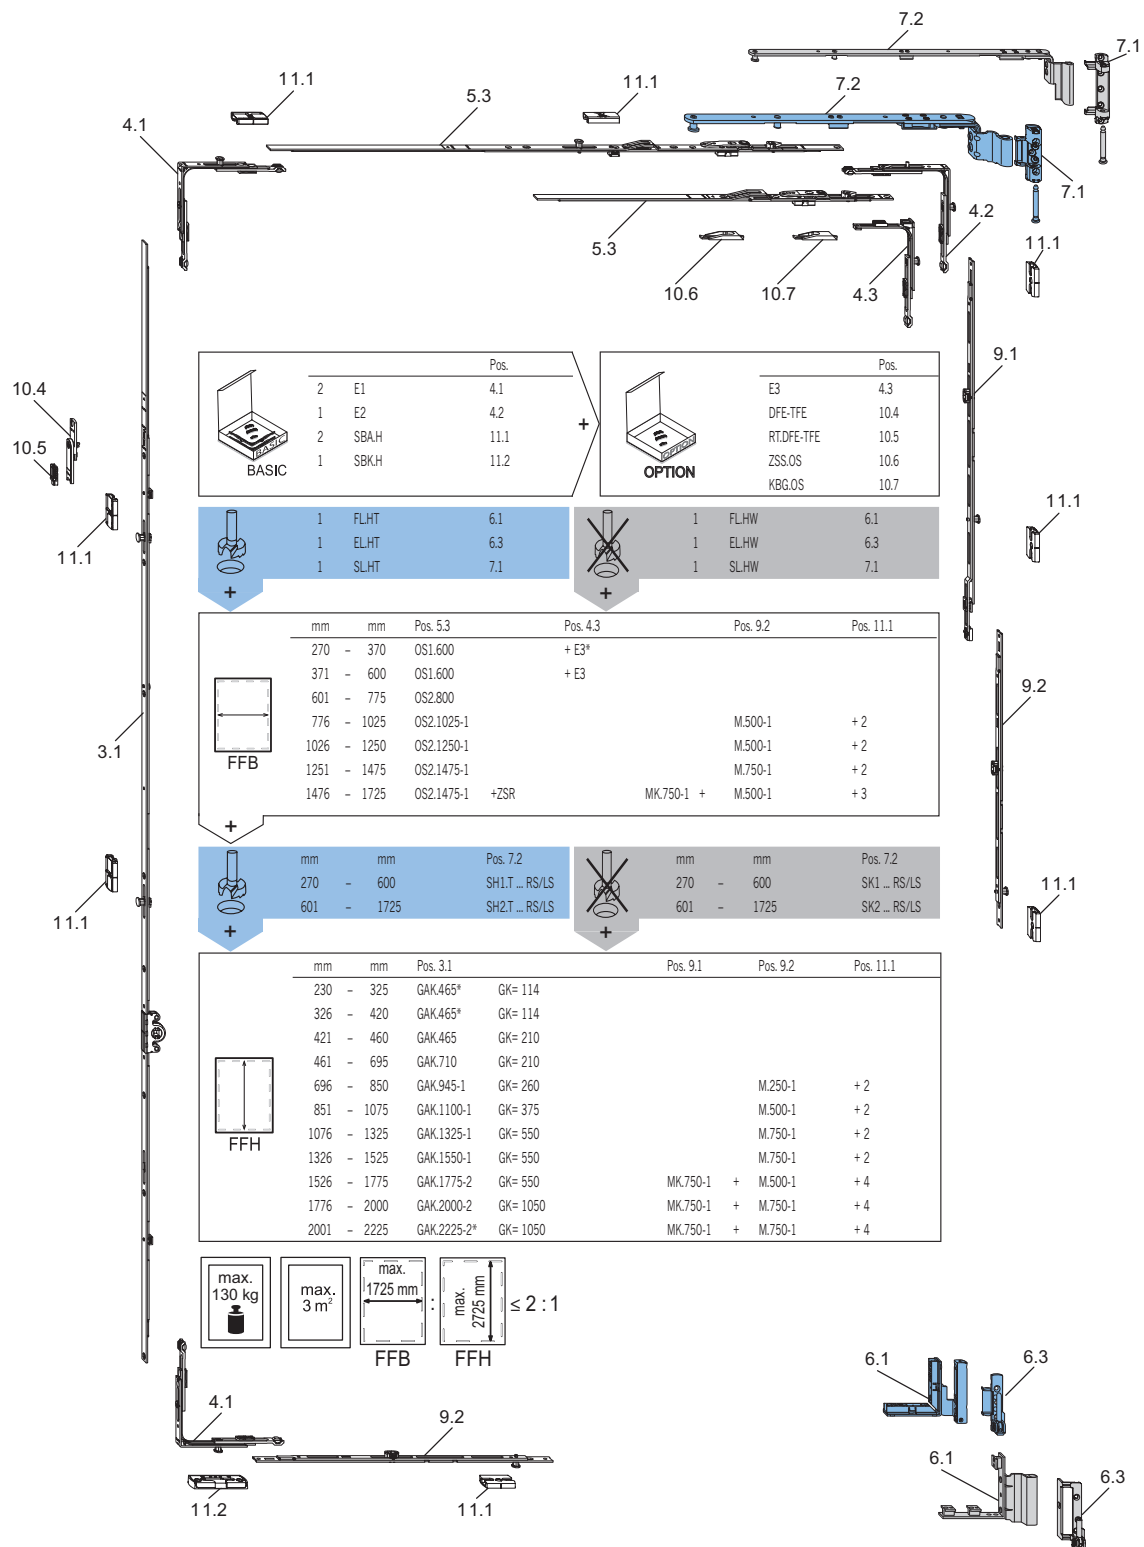 7.2
7.1
11.1
5.3
11.1
7.2
4.1
7.1
5.3
4.2
11.1
10.6
10.7
4.3
9.1
10.4
10.5
11.1
11.1
9.2
3.1
11.1
11.1
Pos.
2 E1 4.1
1 E2 4.2
2 SBA.H 11.1
1 SBK.H 11.2
BASIC
BASIC
+
Pos.
E3 4.3
DFE-TFE 10.4
RT.DFE-TFE 10.5
ZSS.OS 10.6
KBG.OS 10.7
OPTION
OPTION
1 FL.HT 6.1
1 EL.HT 6.3
1 SL.HT 7.1
+
1 FL.HW 6.1
1 EL.HW 6.3
1 SL.HW 7.1
+
mm mm Pos. 5.3 Pos. 4.3 Pos. 9.2 Pos. 11.1
270 – 370 OS1.600 + E3*
371 – 600 OS1.600 + E3
601 – 775 OS2.800
776 – 1025 OS2.1025-1 M.500-1 + 2
1026 – 1250 OS2.1250-1 M.500-1 + 2
1251 – 1475 OS2.1475-1 M.750-1 + 2
1476 – 1725 OS2.1475-1 +ZSR MK.750-1 + M.500-1 + 3
FFB
+
mm mm Pos. 7.2
270 – 600 SH1.T ... RS/LS
601 – 1725 SH2.T ... RS/LS
+
mm mm Pos. 7.2
270 – 600 SK1 ... RS/LS
601 – 1725 SK2 ... RS/LS
+
mm mm Pos. 3.1 Pos. 9.1 Pos. 9.2 Pos. 11.1
230 – 325 GAK.465* GK= 114
326 – 420 GAK.465* GK= 114
421 – 460 GAK.465 GK= 210
461 – 695 GAK.710 GK= 210
696 – 850 GAK.945-1 GK= 260 M.250-1 + 2
851 – 1075 GAK.1100-1 GK= 375 M.500-1 + 2
1076 – 1325 GAK.1325-1 GK= 550 M.750-1 + 2
1326 – 1525 GAK.1550-1 GK= 550 M.750-1 + 2
1526 – 1775 GAK.1775-2 GK= 550 MK.750-1 + M.500-1 + 4
1776 – 2000 GAK.2000-2 GK= 1050 MK.750-1 + M.750-1 + 4
2001 – 2225 GAK.2225-2* GK= 1050 MK.750-1 + M.750-1 + 4
FFH
max.
130 kg
max.
3 m²
max.
1725 mm
FFB
:
max.
2725 mm
FFH
≤ 2 : 1
4.1
9.2
11.2
11.1
6.1
6.3
6.1
6.3